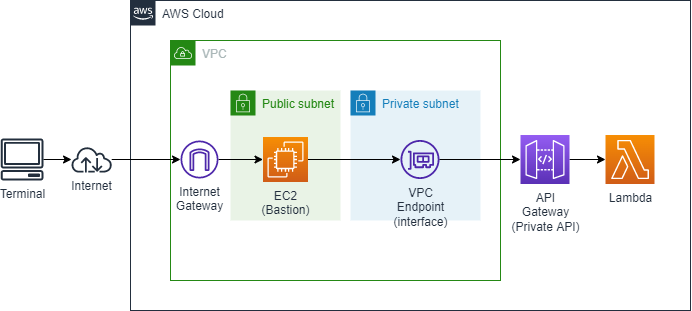 aws
AWS Cloud
VPC
Public subnet
Private subnet
Terminal
Internet
Internet
Gateway
EC2
(Bastion)
VPC
Endpoint
(interface)
API
Gateway
(Private API)
Lambda